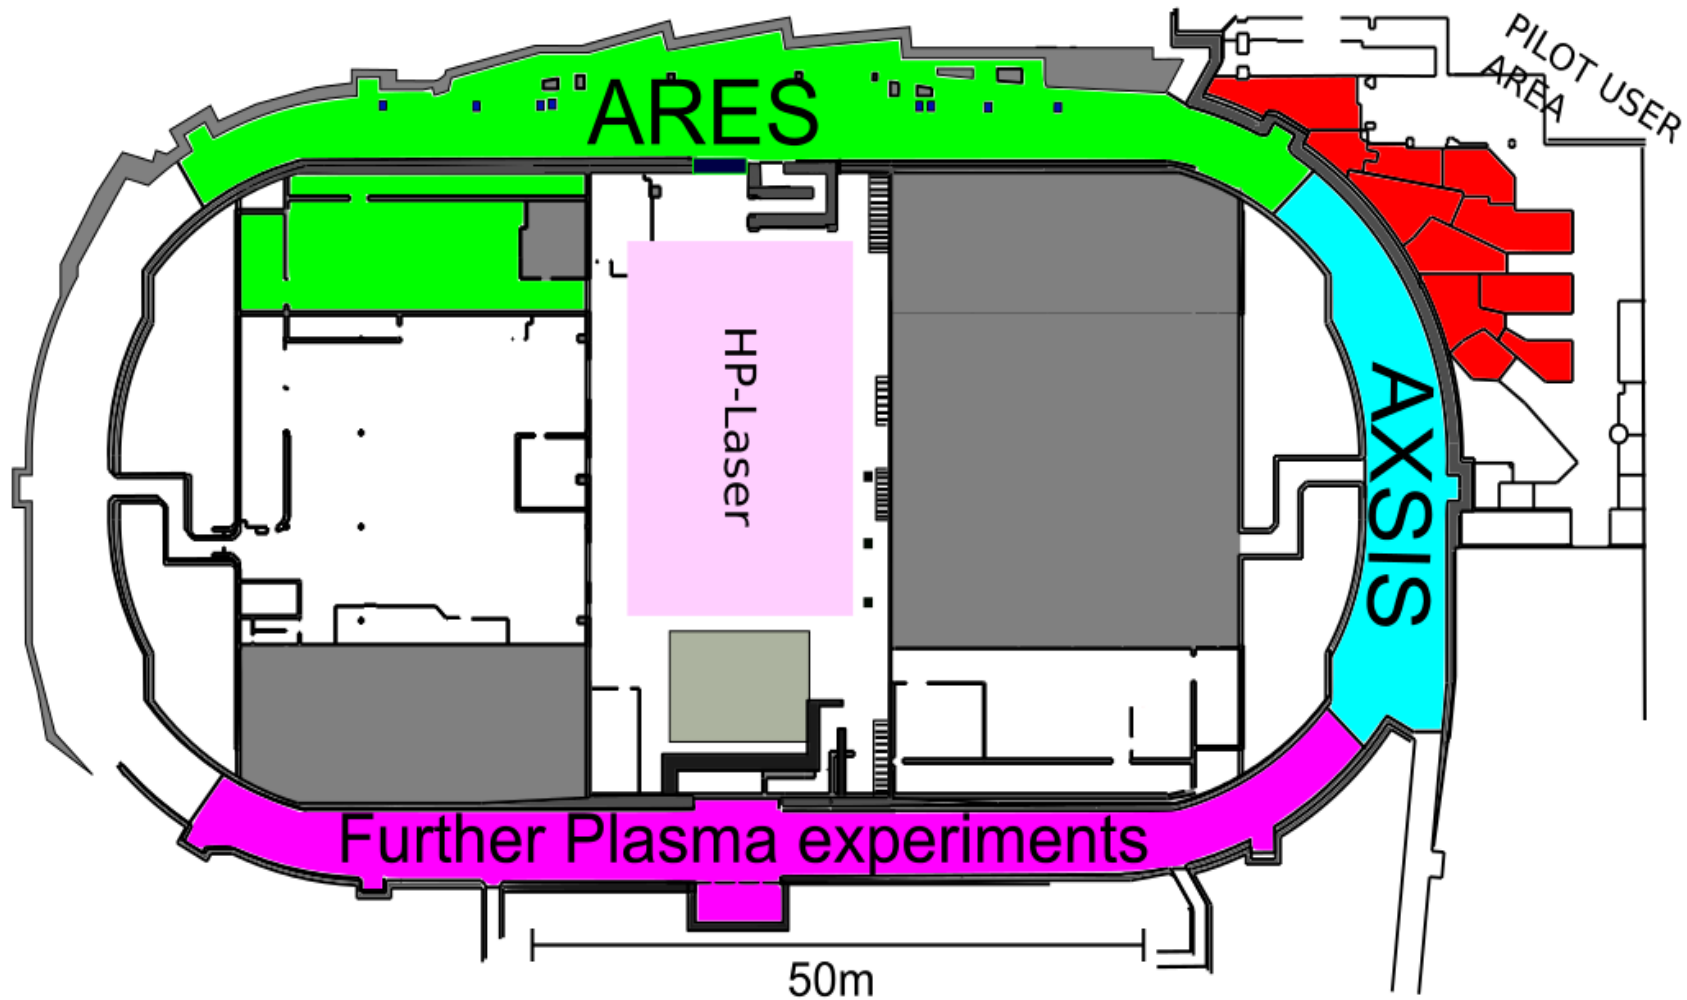 PILOT USER
AREA
ARES
HP-Laser
AXSIS
Further Plasma experiments
50m